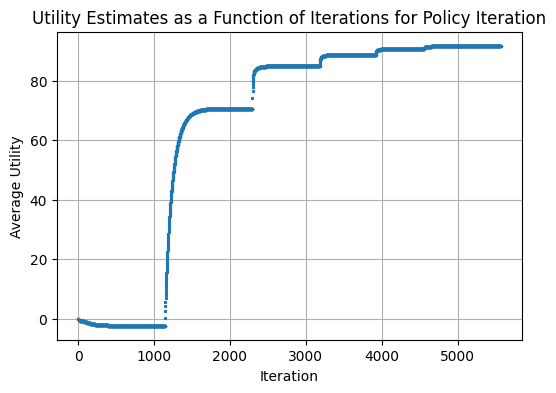 Utility Estimates as a Function of Iterations for Policy Iteration
80
60
40
20
0
Average Utility
0 1000 2000 3000 4000 5000
Iteration